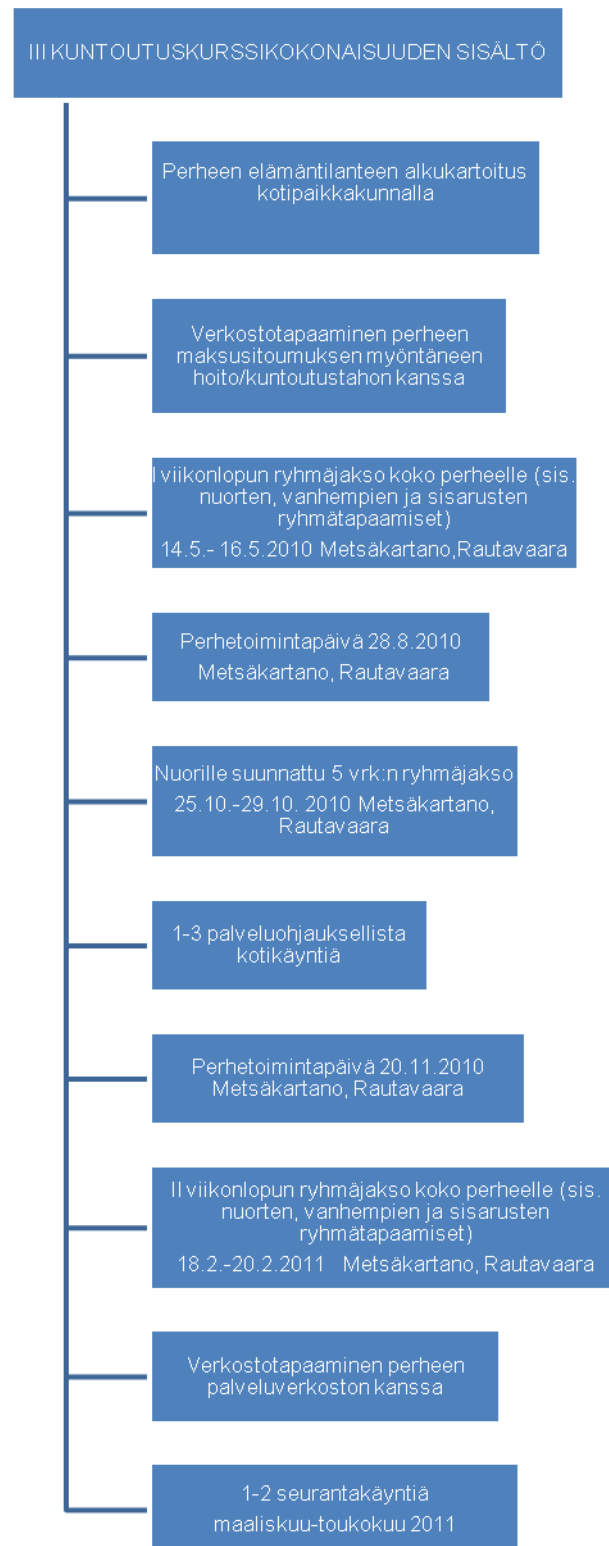 III KUNTOUTUSKURSSIKOKONAISUUDEN SISÄLTÖ
Perheen elämäntilanteen alkukartoitus
kotipaikkakunnalla
Verkostotapaaminen perheen
maksusitoumuksen myöntäneen
hoito/kuntoutustahon kanssa
I viikonlopun ryhmäjakso koko perheelle (sis.
nuorten, vanhempien ja sisarusten
ryhmätapaamiset)
14.5.- 16.5.2010 Metsäkartano,Rautavaara
Perhetoimintapäivä 28.8.2010
Metsäkartano, Rautavaara
Nuorille suunnattu 5 vrk:n ryhmäjakso
25.10.-29.10. 2010 Metsäkartano,
Rautavaara
1-3 palveluohjauksellista
kotikäyntiä
Perhetoimintapäivä 20.11.2010
Metsäkartano, Rautavaara
II viikonlopun ryhmäjakso koko perheelle (sis.
nuorten, vanhempien ja sisarusten
ryhmätapaamiset)
18.2.-20.2.2011 Metsäkartano, Rautavaara
Verkostotapaaminen perheen
palveluverkoston kanssa
1-2 seurantakäyntiä
maaliskuu-toukokuu 2011